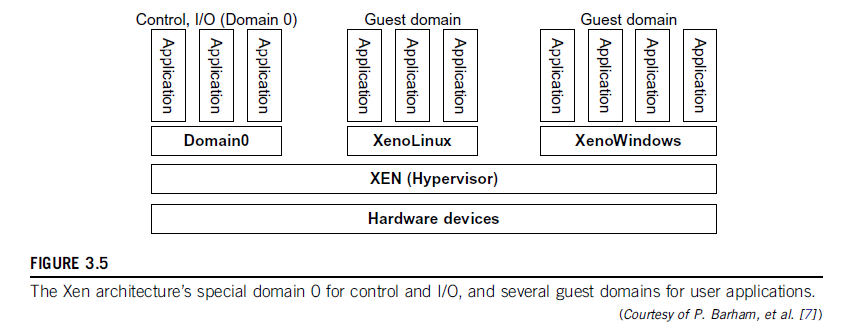 Control, I/O (Domain 0)
Guest domain
Guest domain
Application
Application
Application
Application
Application
Application
Application
Application
Application
Application
Domain0
XenoLinux
XenoWindows
XEN (Hypervisor)
Hardware devices
FIGURE 3.5
The Xen architecture's special domain 0 for control and I/O, and several guest domains for user applications.
(Courtesy of P. Barham, et al. [7])